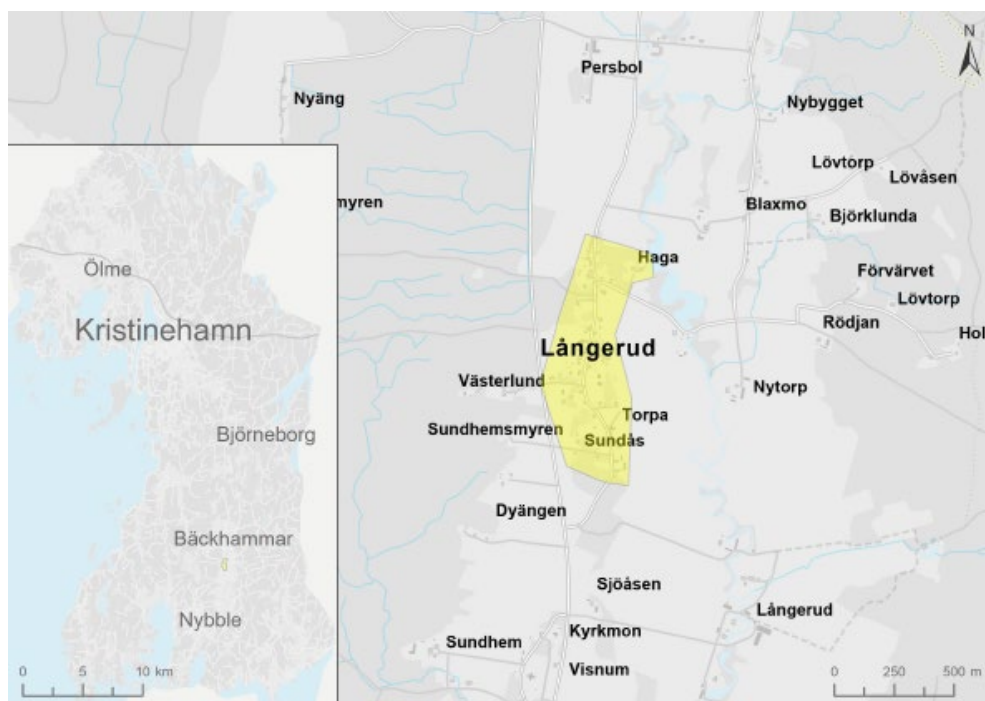 N
Persbol
Nyäng
Nybygget
Lövtorp
Lövåsen
myren
Blaxmo
Björklunda
Haga
Förvärvet
Lövtorp
Rödjan
Hol
Långerud
Västerlund
Nytorp
Torpa
Sundhemsmyren
Sundås
Dyängen
Sjöåsen
Långerud
Kyrkmon
Sundhem
Visnum
0 250 500 m
Ölme
Kristinehamn
Björneborg
Bäckhammar
Nybble
0 5 10 km